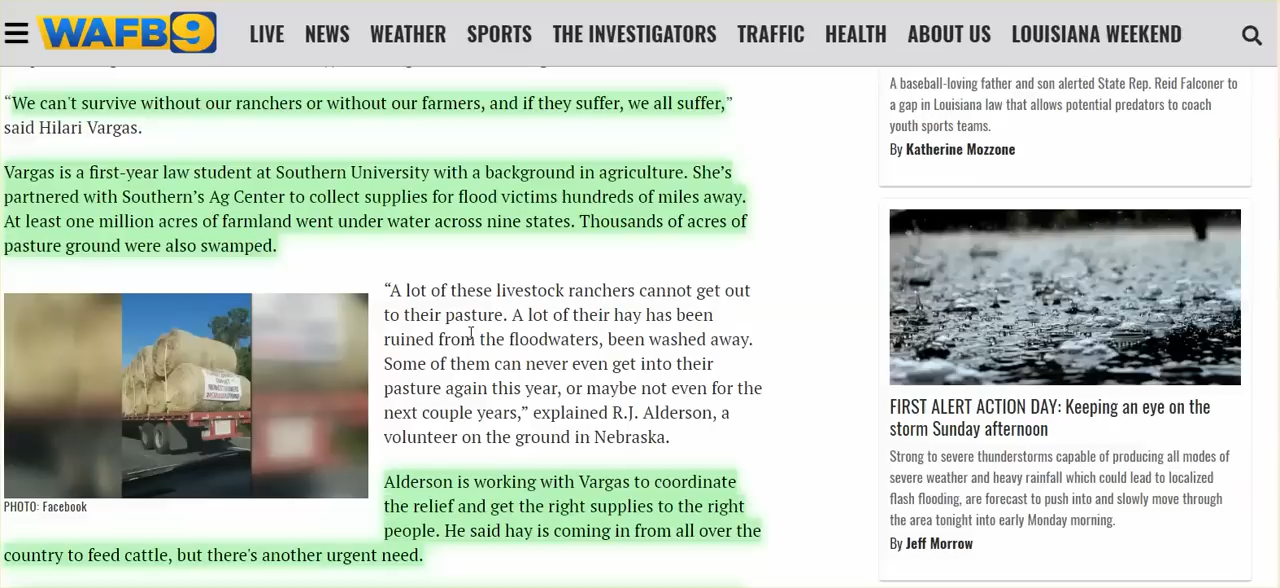 WAFB9
LIVE NEWS WEATHER SPORTS THE INVESTIGATORS TRAFFIC HEALTH ABOUT US LOUISIANA WEEKEND
“We can't survive without our ranchers or without our farmers, and if they suffer, we all suffer,”
said Hilari Vargas.
Vargas is a first-year law student at Southern University with a background in agriculture. She’s
partnered with Southern’s Ag Center to collect supplies for flood victims hundreds of miles away.
At least one million acres of farmland went under water across nine states. Thousands of acres of
pasture ground were also swamped.
“A lot of these livestock ranchers cannot get out
to their pasture. A lot of their hay has been
ruined from the floodwaters, been washed away.
Some of them can never even get into their
pasture again this year, or maybe not even for the
next couple years,” explained R.J. Alderson, a
volunteer on the ground in Nebraska.
PHOTO: Facebook
Alderson is working with Vargas to coordinate
the relief and get the right supplies to the right
people. He said hay is coming in from all over the
country to feed cattle, but there's another urgent need.
A baseball-loving father and son alerted State Rep. Reid Falconer to
a gap in Louisiana law that allows potential predators to coach
youth sports teams.
By Katherine Mozzone
FIRST ALERT ACTION DAY: Keeping an eye on the
storm Sunday afternoon
Strong to severe thunderstorms capable of producing all modes of
severe weather and heavy rainfall which could lead to localized
flash flooding, are forecast to push into and slowly move through
the area tonight into early Monday morning.
By Jeff Morrow